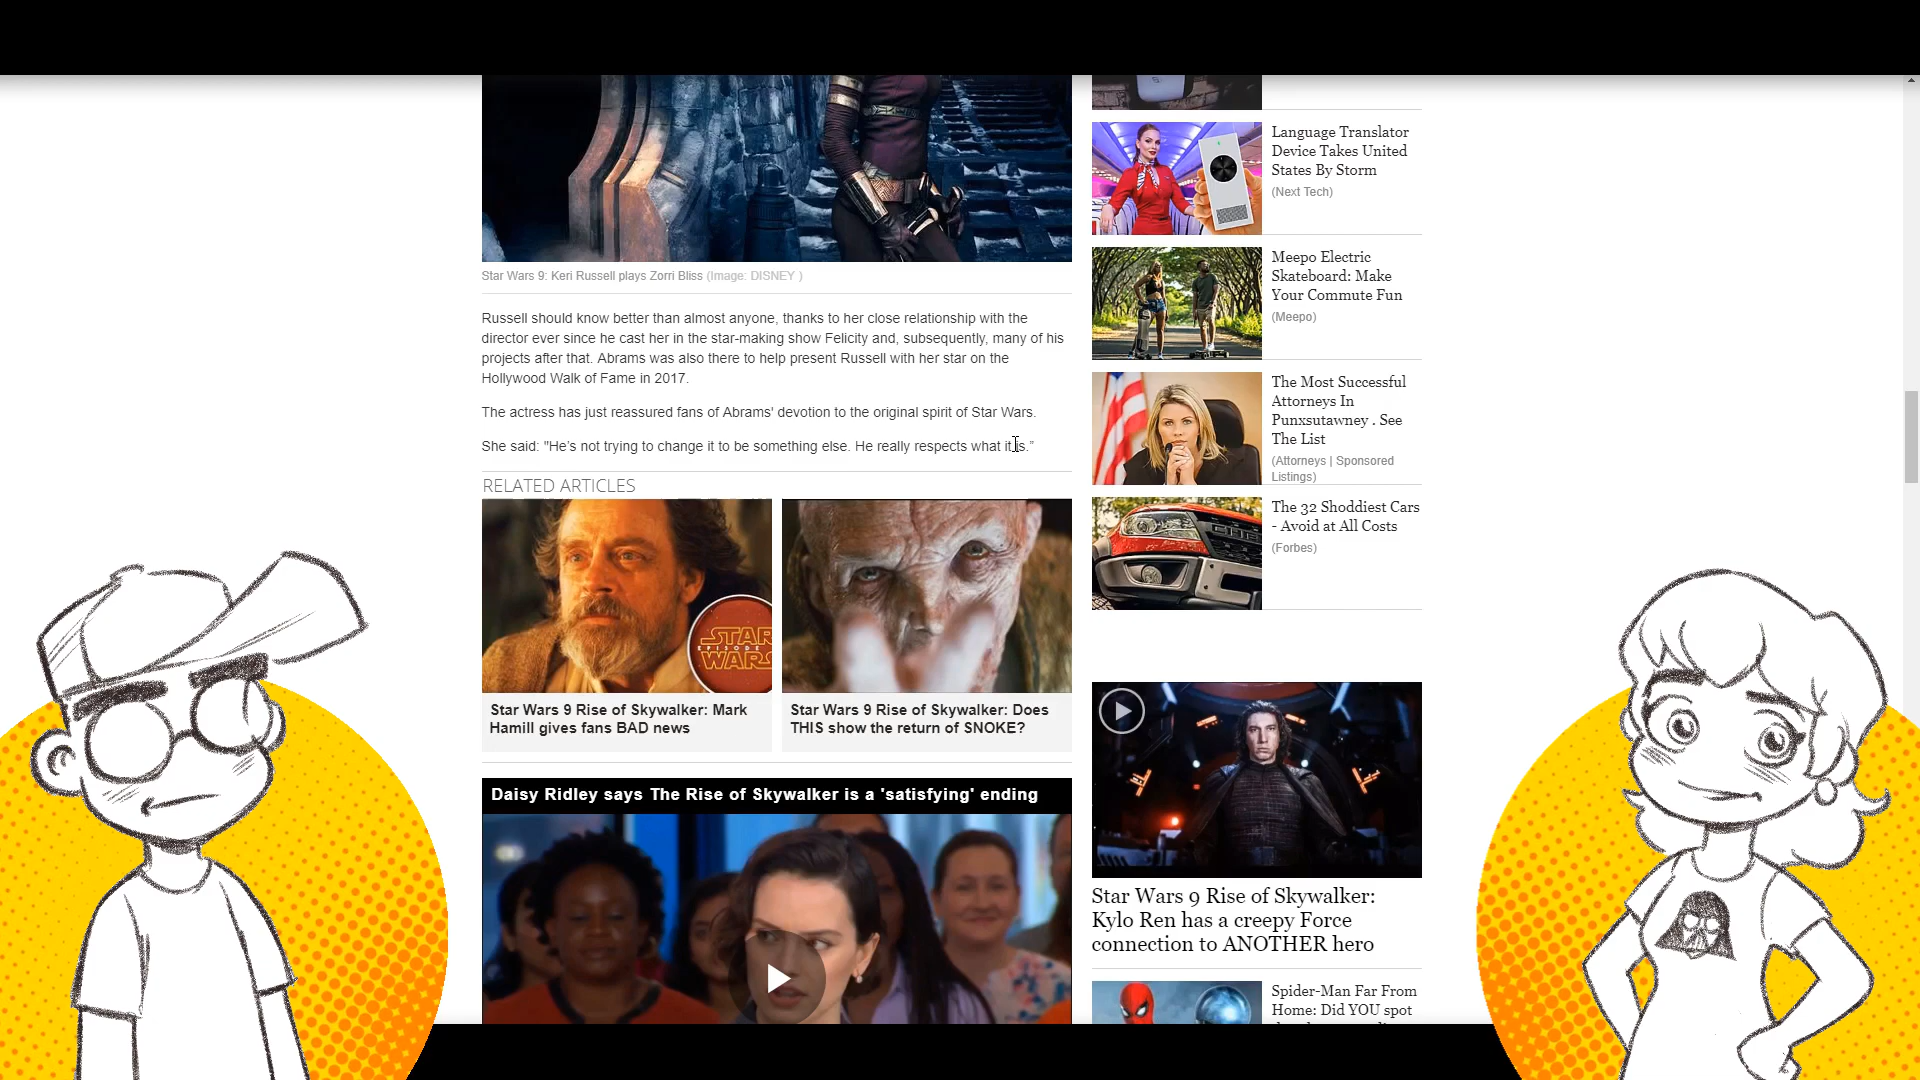 Star Wars 9: Keri Russell plays Zorri Bliss (Image: DISNEY )
Russell should know better than almost anyone, thanks to her close relationship with the
director ever since he cast her in the star-making show Felicity and, subsequently, many of his
projects after that. Abrams was also there to help present Russell with her star on the
Hollywood Walk of Fame in 2017.
The actress has just reassured fans of Abrams' devotion to the original spirit of Star Wars.
She said: "He's not trying to change it to be something else. He really respects what it is."
RELATED ARTICLES
STAR
EPISODE
WARS
Star Wars 9 Rise of Skywalker: Mark
Hamill gives fans BAD news
Star Wars 9 Rise of Skywalker: Does
THIS show the return of SNOKE?
Daisy Ridley says The Rise of Skywalker is a 'satisfying' ending
Language Translator
Device Takes United
States By Storm
(Next Tech)
Meepo Electric
Skateboard: Make
Your Commute Fun
(Meepo)
The Most Successful
Attorneys In
Punxsutawney . See
The List
(Attorneys | Sponsored
Listings)
The 32 Shoddiest Cars
- Avoid at All Costs
(Forbes)
Star Wars 9 Rise of Skywalker:
Kylo Ren has a creepy Force
connection to ANOTHER hero
Spider-Man Far From
Home: Did YOU spot